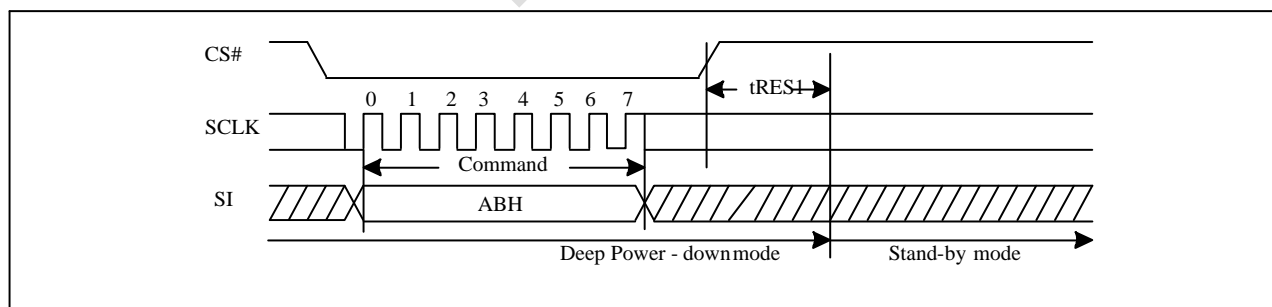 CS#
tRES1
0 1 2 3 4 5 6 7
SCLK
Command
SI
ABH
Deep Power - down mode
Stand-by mode